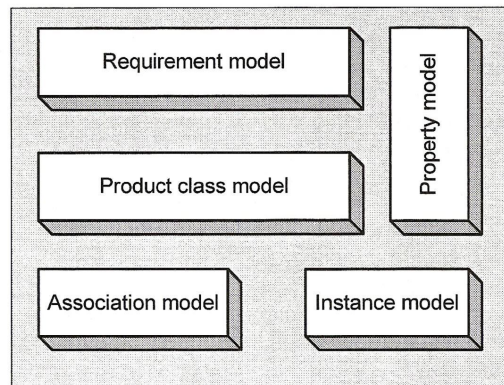 Requirement model
Property model
Product class model
Association model
Instance model